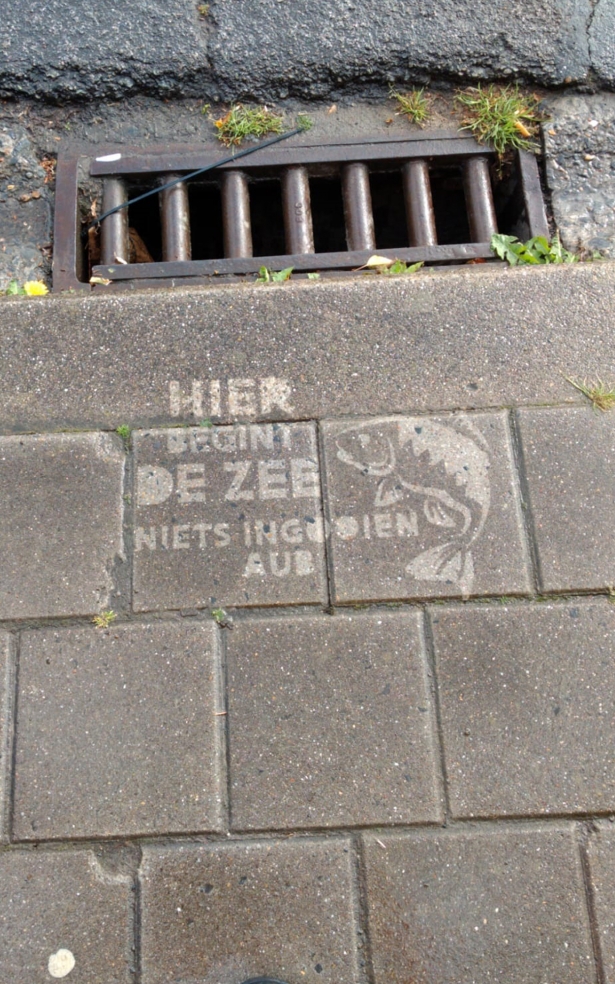 HIER
BEGINT
DE ZEE
NIETS INGOOIEN
AUB